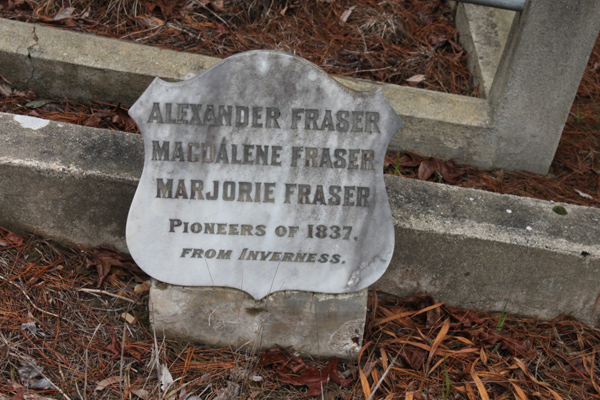 ALEXANDER FRASER
MAGDALENE FRASER
MARJORIE FRASER
PIONEERS OF 1837,
FROM INVERNESS.